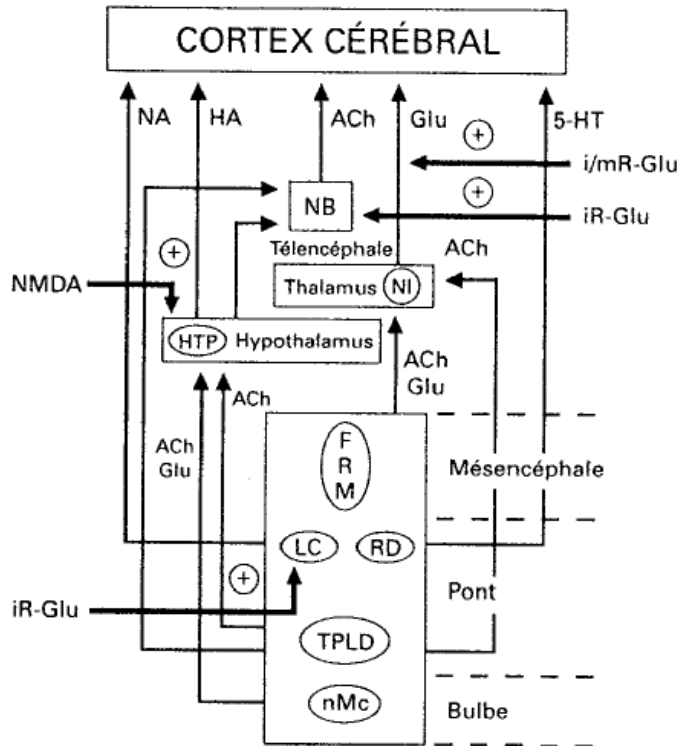 CORTEX CÉRÉBRAL
NA
HA
ACh
Glu
5-HT
+
i/mR-Glu
+
NB
iR-Glu
Télencéphale
ACh
+
NMDA
Thalamus
NI
HTP
Hypothalamus
ACh
Glu
ACh
ACh
Glu
F
R
M
Mésencéphale
LC
RD
+
Pont
iR-Glu
TPLD
nMc
Bulbe